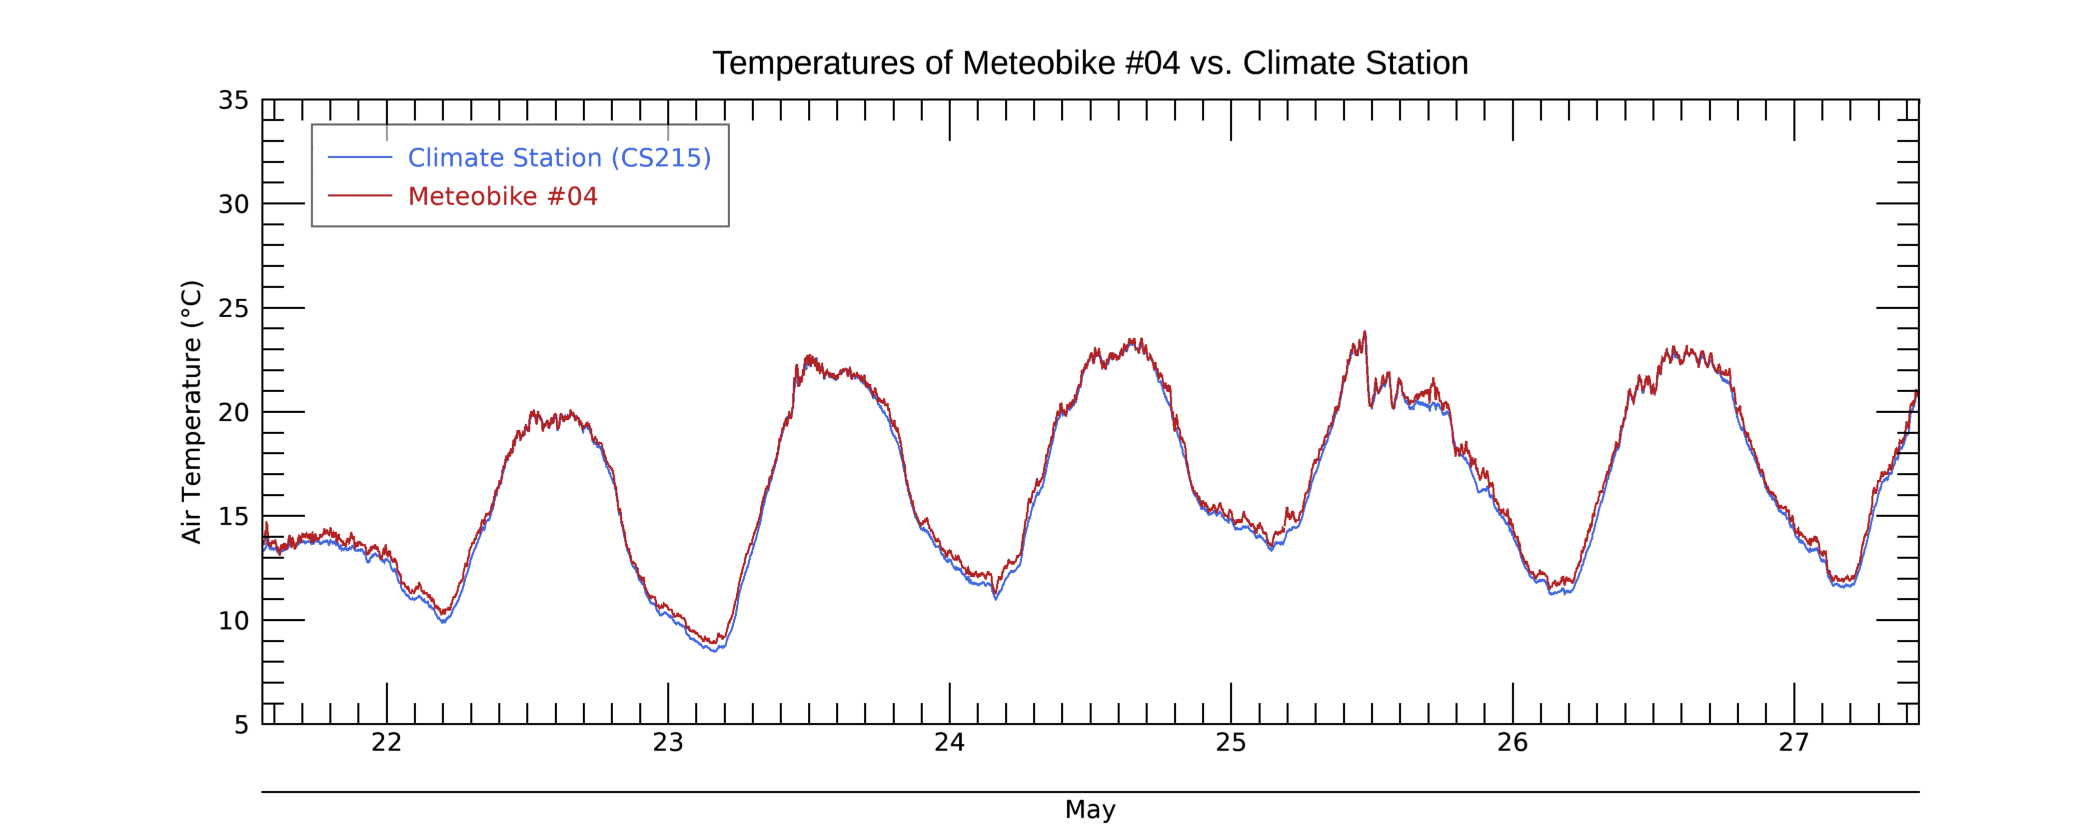 Temperatures of Meteobike #04 vs. Climate Station
35
30
25
20
15
10
5
Air Temperature (°C)
Climate Station (CS215)
Meteobike #04
22 23 24 25 26 27
May